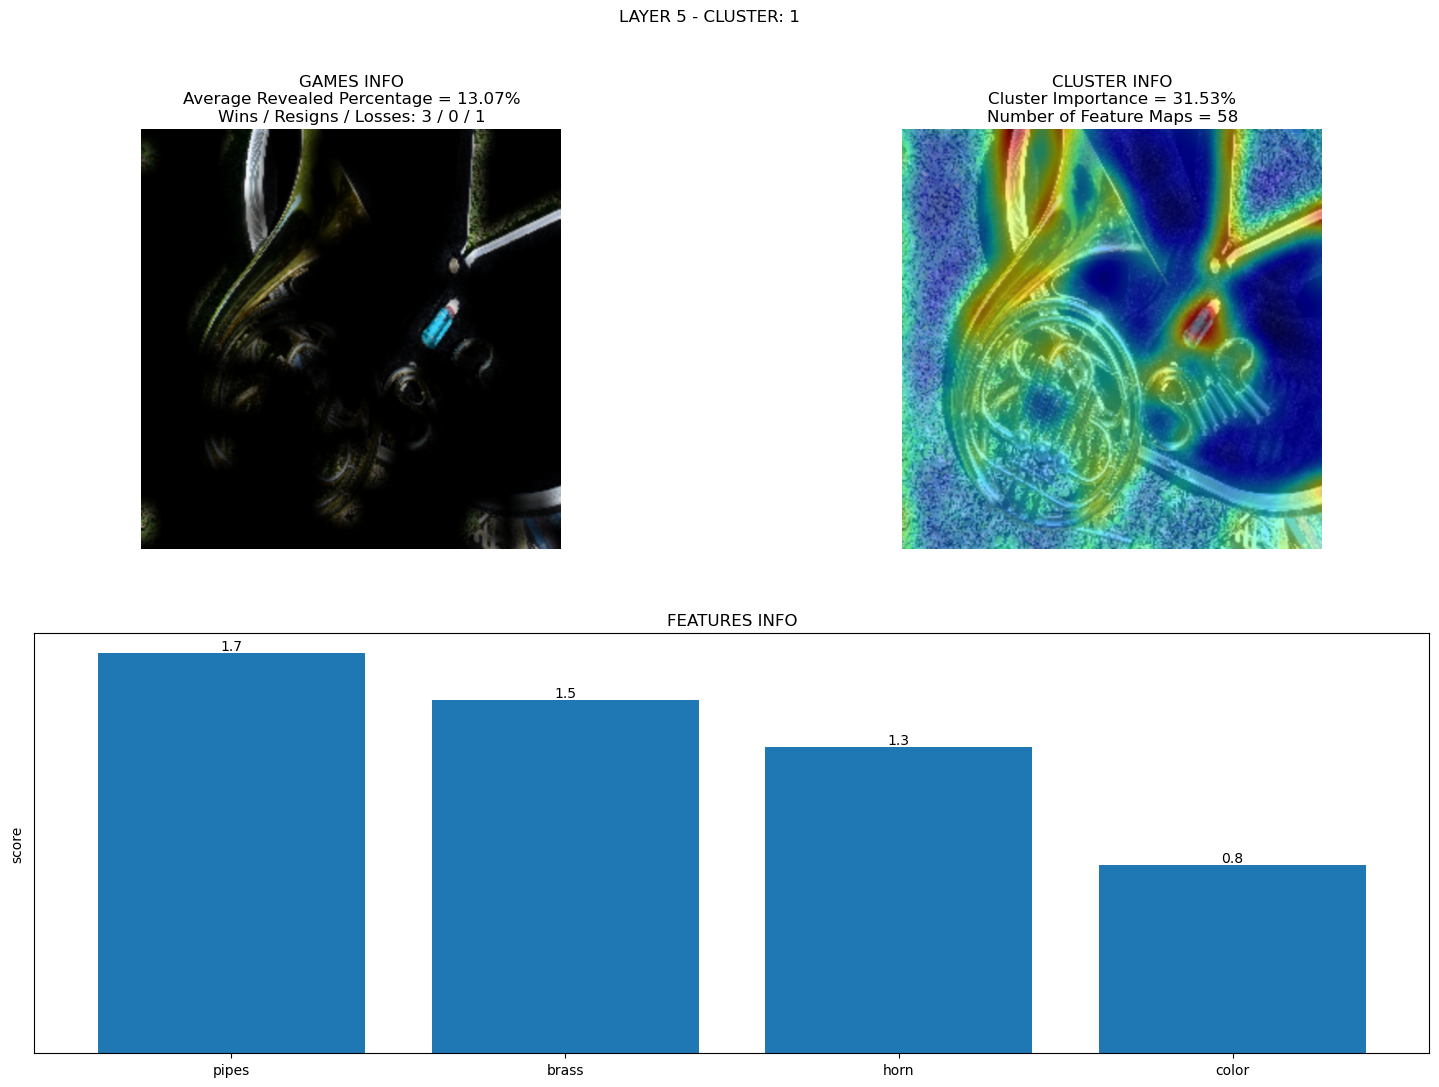 LAYER 5 - CLUSTER: 1
GAMES INFO
Average Revealed Percentage = 13.07%
Wins / Resigns / Losses: 3 / 0 / 1
CLUSTER INFO
Cluster Importance = 31.53%
Number of Feature Maps = 58
FEATURES INFO
score
1.7
1.5
1.3
0.8
pipes
brass
horn
color